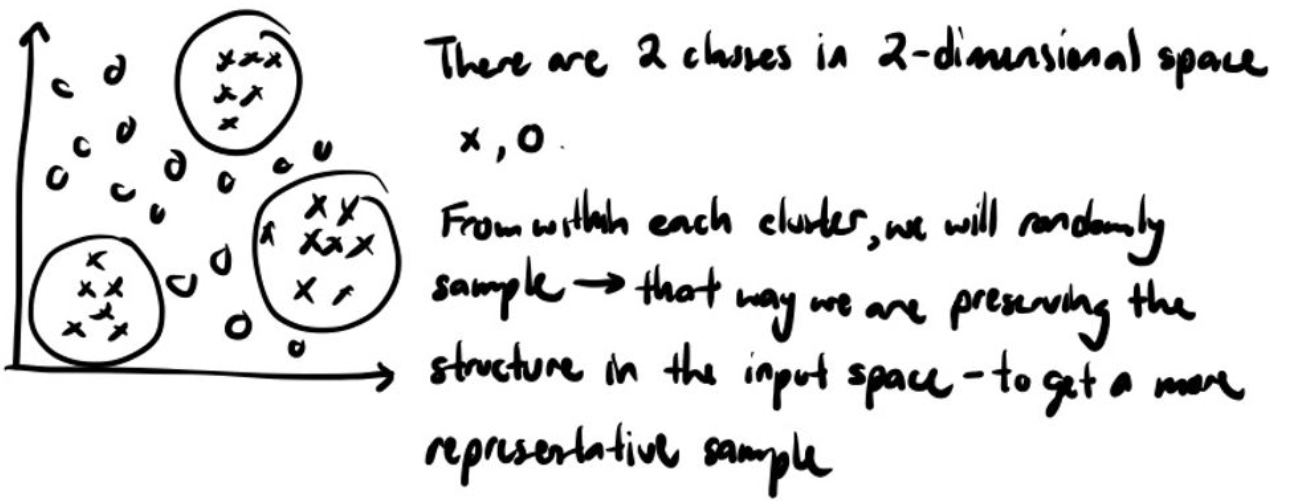 There are 2 classes in 2-dimensional space
x, o.
From within each cluster, we will randomly
sample → that way we are preserving the
structure in the input space - to get a more
representative sample